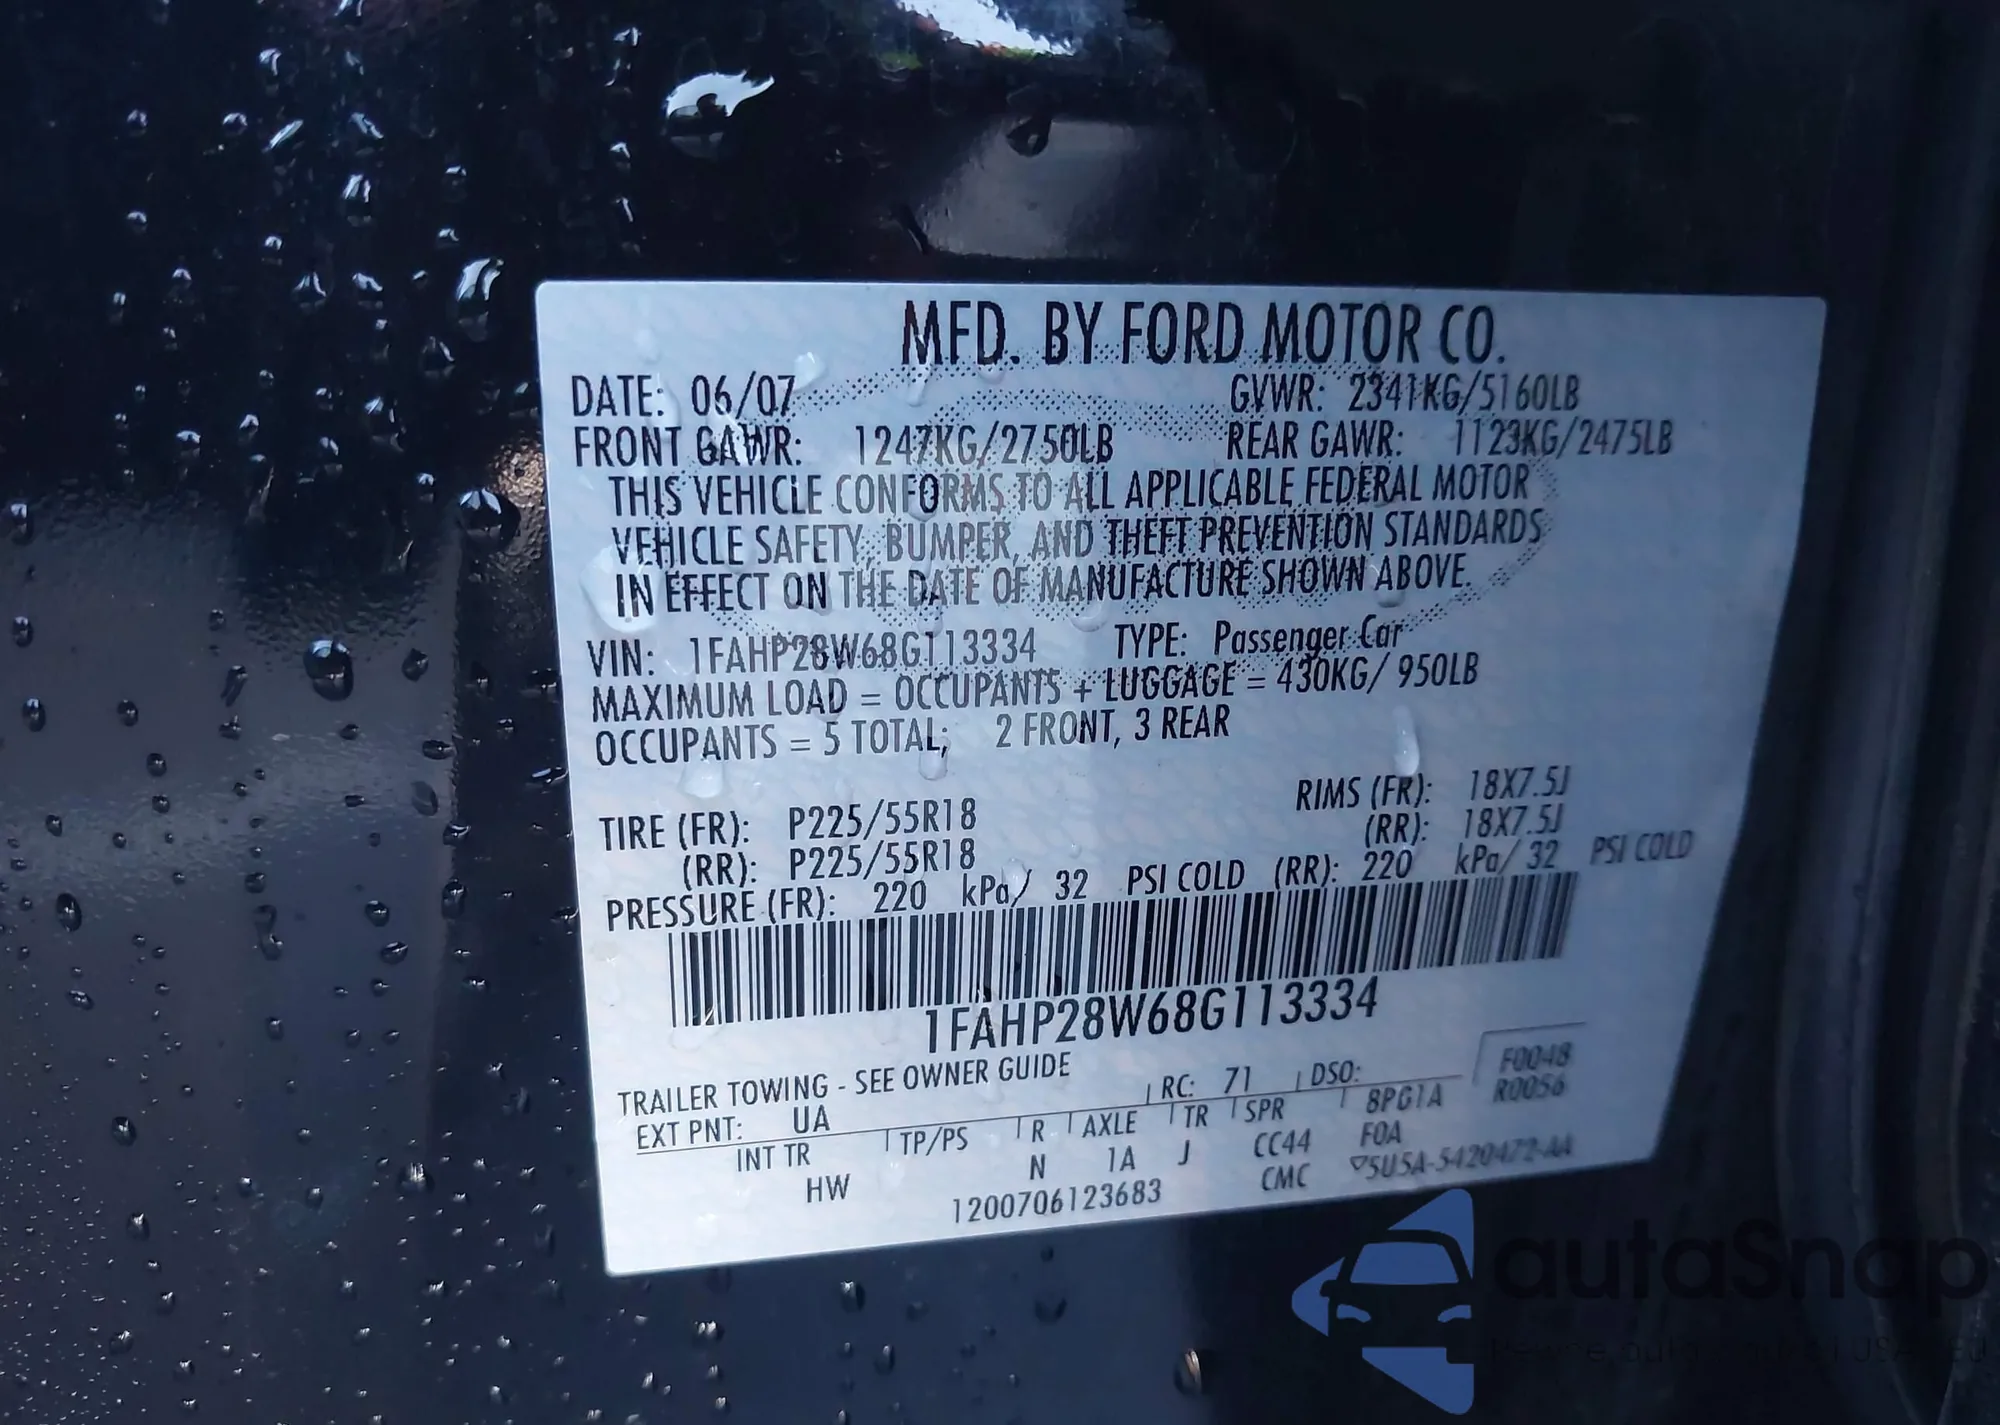 MFD. BY FORD MOTOR CO.
DATE: 06/07 GVWR: 2341KG/5160LB
FRONT GAWR: 1247KG/2750LB REAR GAWR: 1123KG/2475LB
THIS VEHICLE CONFORMS TO ALL APPLICABLE FEDERAL MOTOR
VEHICLE SAFETY, BUMPER, AND THEFT PREVENTION STANDARDS
IN EFFECT ON THE DATE OF MANUFACTURE SHOWN ABOVE.
VIN: 1FAHP28W68G113334 TYPE: Passenger Car
MAXIMUM LOAD = OCCUPANTS + LUGGAGE = 430KG/ 950LB
OCCUPANTS = 5 TOTAL; 2 FRONT, 3 REAR
TIRE (FR): P225/55R18 RIMS (FR): 18X7.5J
(RR): P225/55R18 (RR): 18X7.5J
PRESSURE (FR): 220 kPa/ 32 PSI COLD (RR): 220 kPa/ 32 PSI COLD
1FAHP28W68G113334
TRAILER TOWING - SEE OWNER GUIDE
EXT PNT: UA RC: 71 DSO: F0048
R0056
INT TR TP/PS R AXLE TR SPR 8PG1A
HW N 1A J CC44 FOA
1200706123683 CMC ▽5U5A-5420472-AA
autaSnap